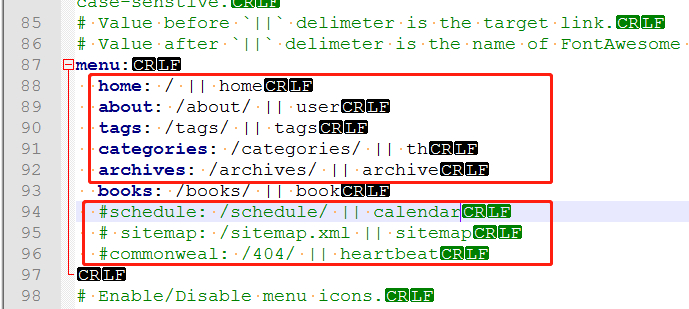 case-senstive.CRLF
85 # Value before `||` delimeter is the target link.CRLF
86 # Value after `||` delimeter is the name of FontAwesome
87 menu:CRLF
88 home: / || homeCRLF
89 about: /about/ || userCRLF
90 tags: /tags/ || tagsCRLF
91 categories: /categories/ || thCRLF
92 archives: /archives/ || archiveCRLF
93 books: /books/ || bookCRLF
94 #schedule: /schedule/ || calendarCRLF
95 # sitemap: /sitemap.xml || sitemapCRLF
96 #commonweal: /404/ || heartbeatCRLF
97 CRLF
98 # Enable/Disable menu icons.CRLF